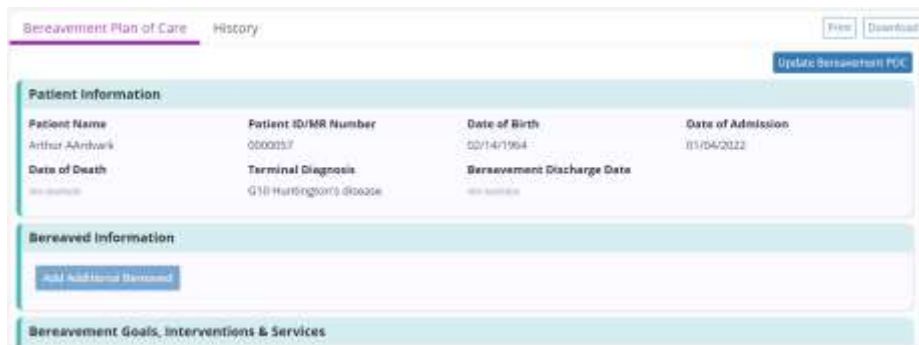 Bereavement Plan of Care History Print Download
Update Bereavement POC
Patient Information
Patient Name Patient ID/MR Number Date of Birth Date of Admission
Arthur AArdvark 0000057 02/14/1964 01/04/2022
Date of Death Terminal Diagnosis Bereavement Discharge Date
G10 Huntington's disease
Bereaved Information
Add Additional Bereaved
Bereavement Goals, Interventions & Services